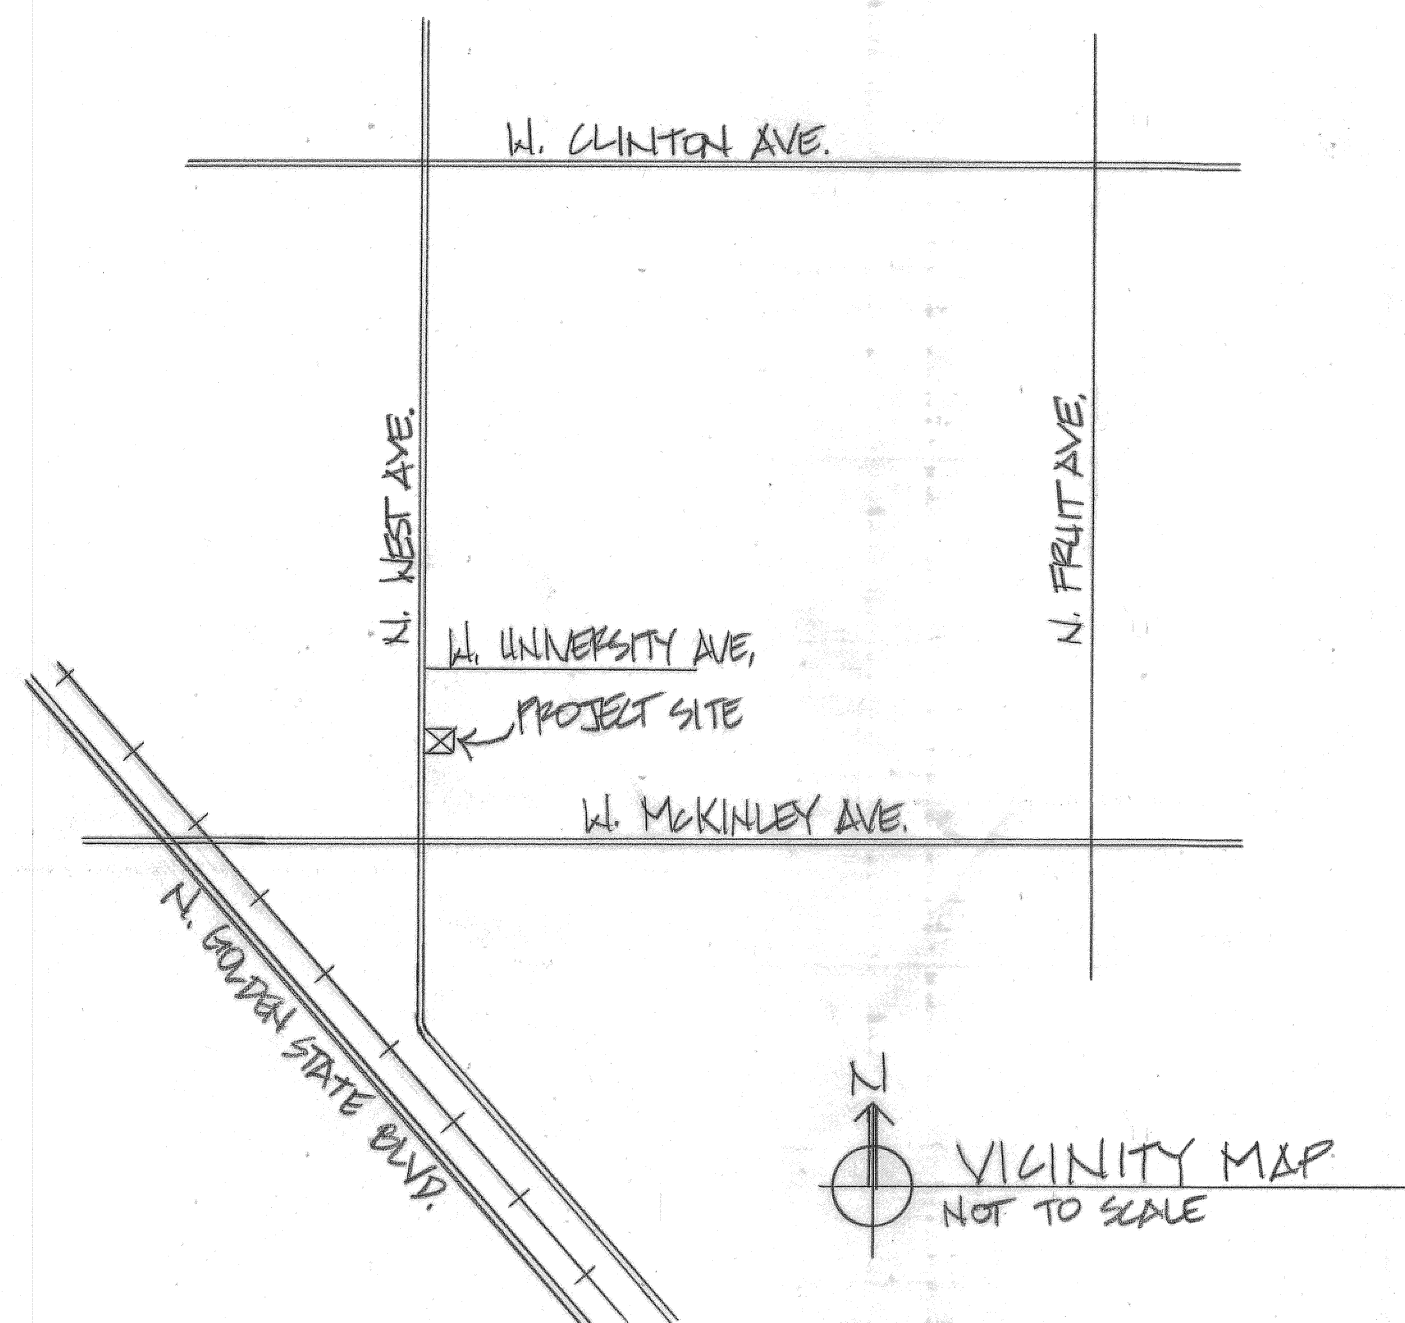 W. CLINTON AVE.
N. WEST AVE.
N. FRUIT AVE.
W. UNIVERSITY AVE.
PROJECT SITE
W. McKINLEY AVE.
N. GOLDEN STATE BLVD.
N
VICINITY MAP
NOT TO SCALE